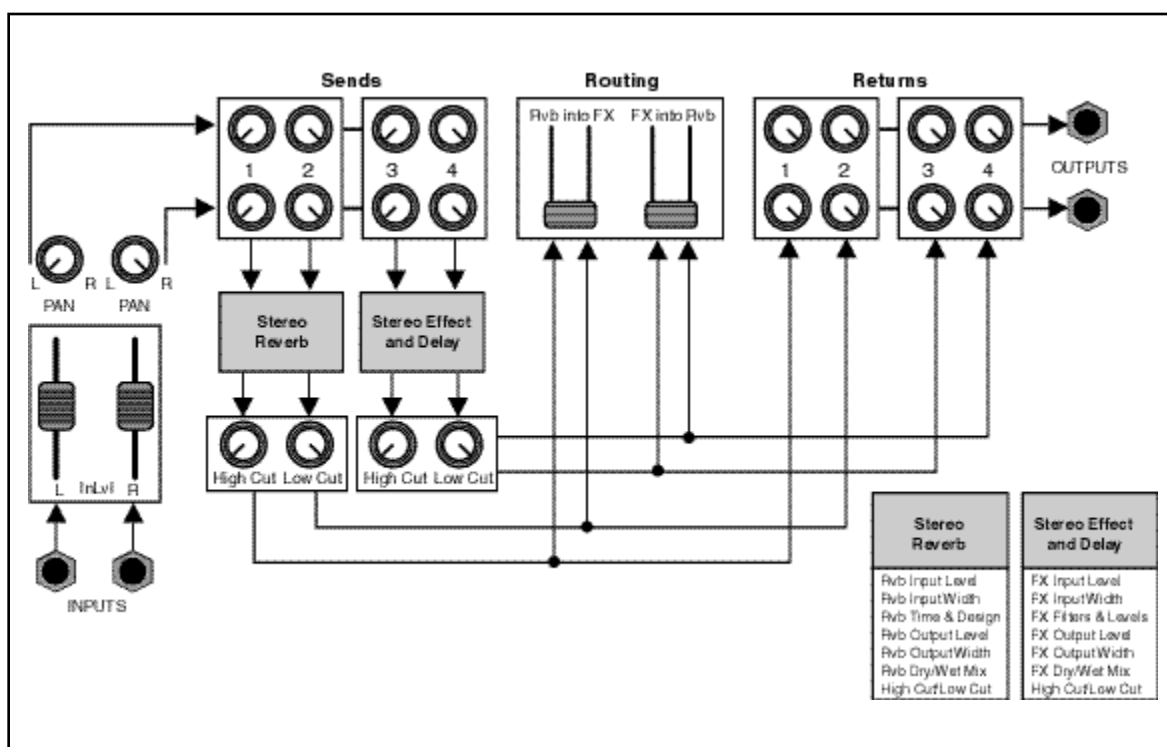 Sends
Routing
Returns
Rvb into FX FX into Rvb
1 2 3 4
1 2 3 4
OUTPUTS
L R L R
PAN PAN
Stereo
Reverb
Stereo Effect
and Delay
High Cut Low Cut
High Cut Low Cut
L InLvl R
INPUTS
Stereo
Reverb
Rvb Input Level
Rvb Input Width
Rvb Time & Design
Rvb Output Level
Rvb Output Width
Rvb Dry/Wet Mix
High Cut/Low Cut
Stereo Effect
and Delay
FX Input Level
FX Input Width
FX Filters & Levels
FX Output Level
FX Output Width
FX Dry/Wet Mix
High Cut/Low Cut